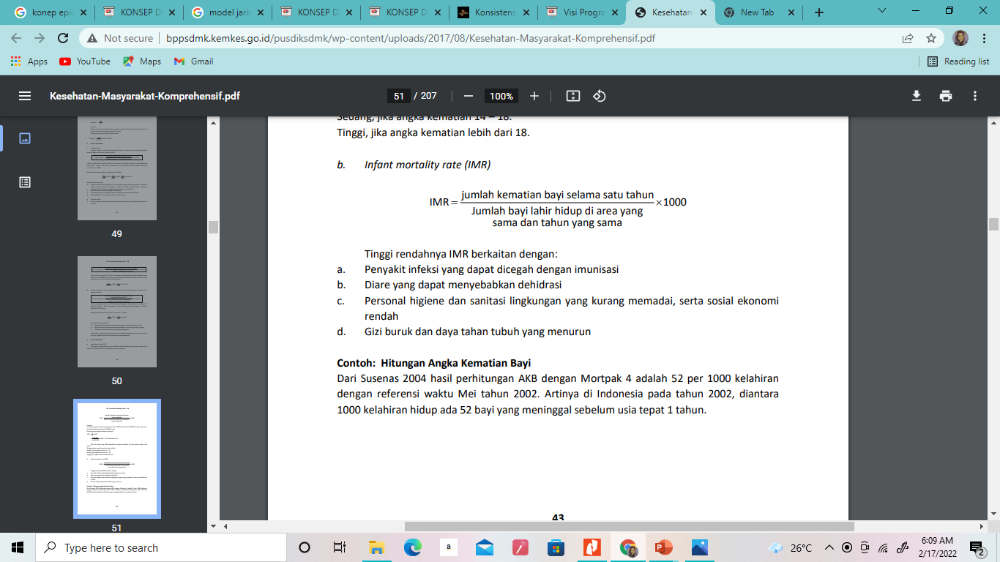 konep epic
KONSEP D
model jarin
KONSEP D
KONSEP D
Konsistens
Visi Progra
Kesehatan
New Tab
Not secure
bppsdmk.kemkes.go.id/pusdiksdmk/wp-content/uploads/2017/08/Kesehatan-Masyarakat-Komprehensif.pdf
Apps
YouTube
Maps
Gmail
Reading list
Kesehatan-Masyarakat-Komprehensif.pdf
51 / 207
100%
49
50
51
Sedang, jika angka kematian 14 – 18.
Tinggi, jika angka kematian lebih dari 18.
b. Infant mortality rate (IMR)
jumlah kematian bayi selama satu tahun
IMR = ×1000
Jumlah bayi lahir hidup di area yang
sama dan tahun yang sama
Tinggi rendahnya IMR berkaitan dengan:
a. Penyakit infeksi yang dapat dicegah dengan imunisasi
b. Diare yang dapat menyebabkan dehidrasi
c. Personal higiene dan sanitasi lingkungan yang kurang memadai, serta sosial ekonomi
rendah
d. Gizi buruk dan daya tahan tubuh yang menurun
Contoh: Hitungan Angka Kematian Bayi
Dari Susenas 2004 hasil perhitungan AKB dengan Mortpak 4 adalah 52 per 1000 kelahiran
dengan referensi waktu Mei tahun 2002. Artinya di Indonesia pada tahun 2002, diantara
1000 kelahiran hidup ada 52 bayi yang meninggal sebelum usia tepat 1 tahun.
43
Type here to search
a
26°C
6:09 AM
2/17/2022
2